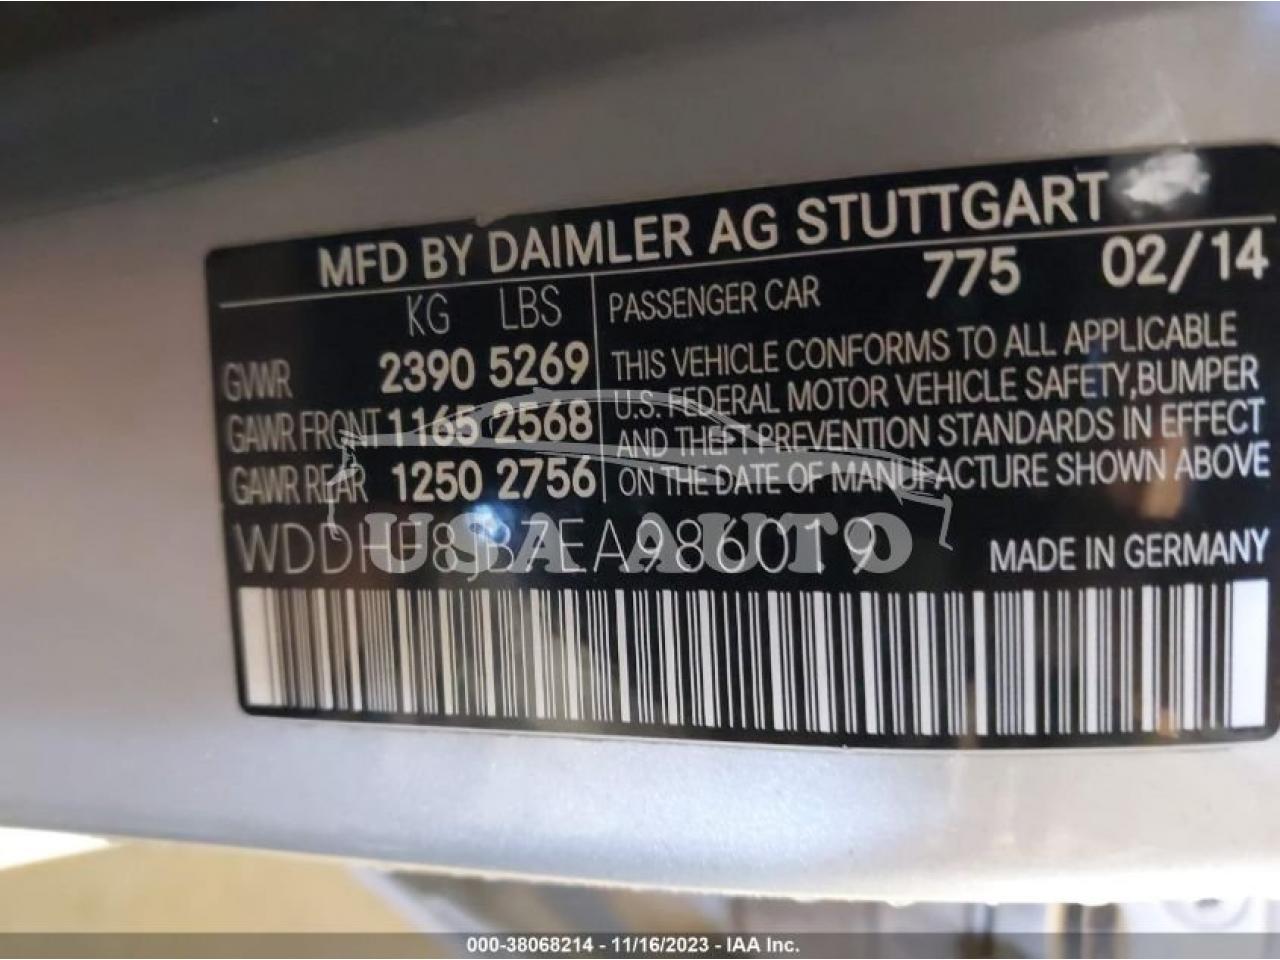 MFD BY DAIMLER AG STUTTGART
KG LBS
GVWR 2390 5269
GAWR FRONT 1165 2568
GAWR REAR 1250 2756
PASSENGER CAR 775 02/14
THIS VEHICLE CONFORMS TO ALL APPLICABLE
U.S. FEDERAL MOTOR VEHICLE SAFETY,BUMPER
AND THEFT PREVENTION STANDARDS IN EFFECT
ON THE DATE OF MANUFACTURE SHOWN ABOVE
WDDHF8JB7EA986019
MADE IN GERMANY
USA AUTO
000-38068214 - 11/16/2023 - IAA Inc.